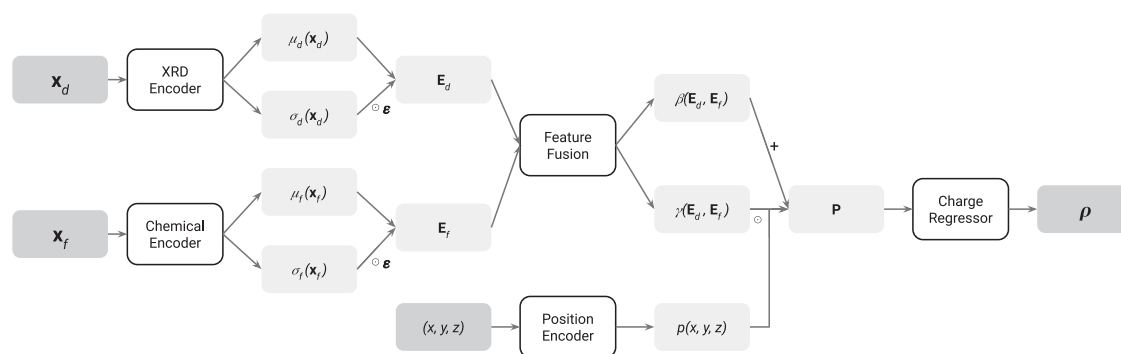 x_d
XRD
Encoder
μ_d(x_d)
σ_d(x_d)
⊙ ε
E_d
x_f
Chemical
Encoder
μ_f(x_f)
σ_f(x_f)
⊙ ε
E_f
Feature
Fusion
β(E_d, E_f)
+
γ(E_d, E_f)
⊙
P
Charge
Regressor
ρ
(x, y, z)
Position
Encoder
p(x, y, z)